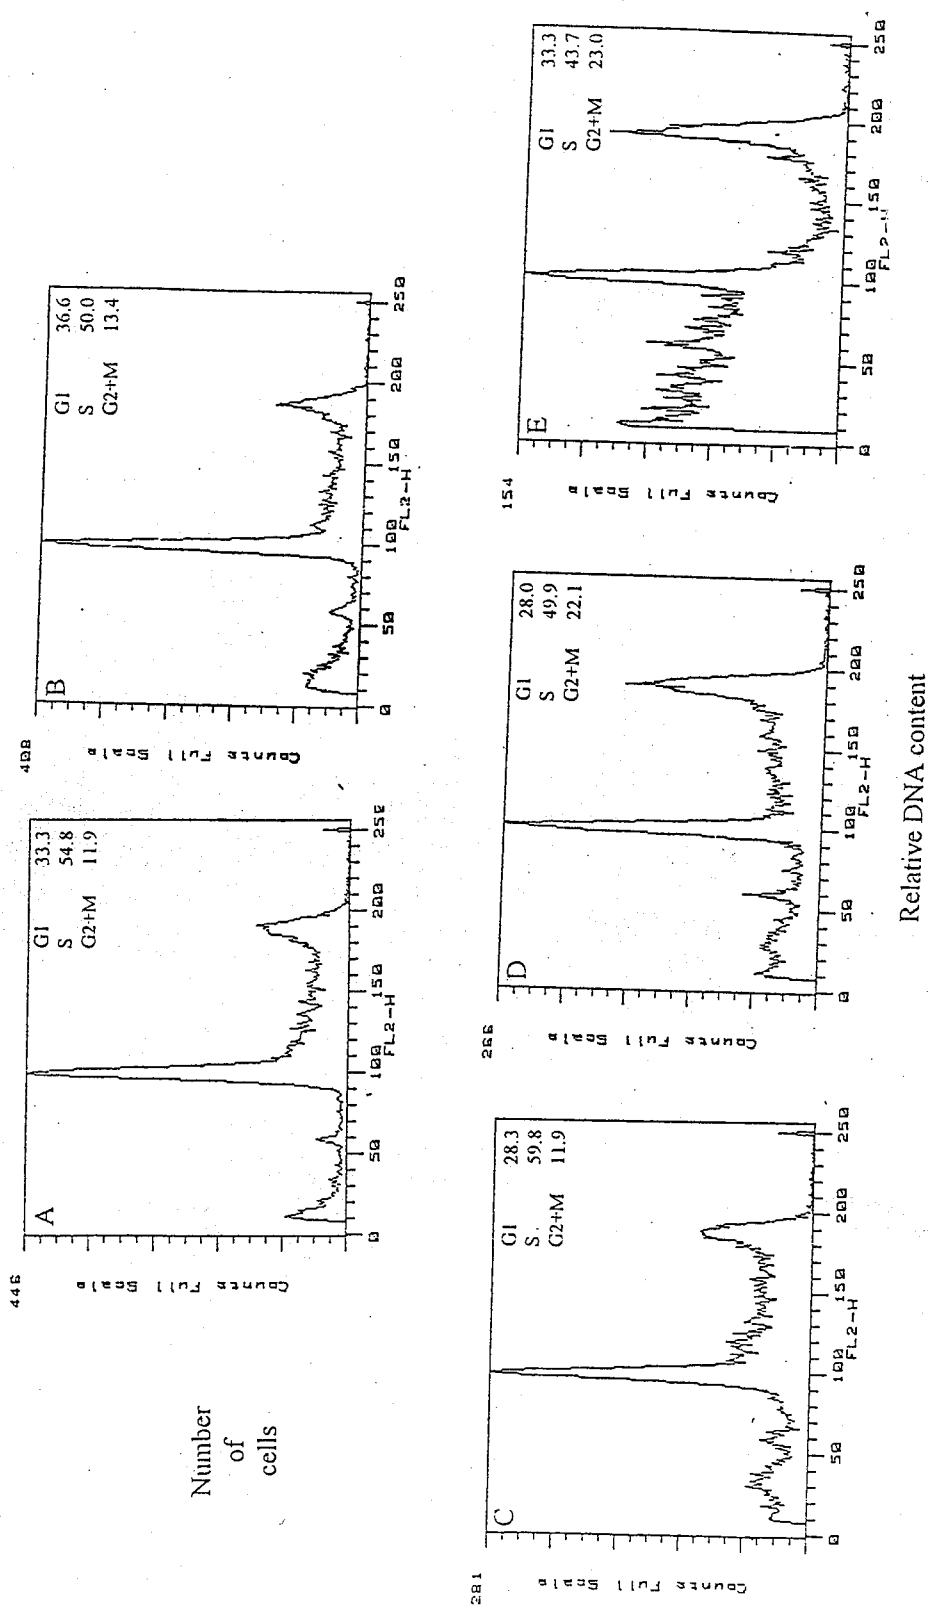 Number
of
cells
446
Counts Full Scale
A
G1 33.3
S 54.8
G2+M 11.9
0 50 100 150 200 250
FL2-H
408
Counts Full Scale
B
G1 36.6
S 50.0
G2+M 13.4
0 50 100 150 200 250
FL2-H
281
Counts Full Scale
C
G1 28.3
S. 59.8
G2+M 11.9
0 50 100 150 200 250
FL2-H
266
Counts Full Scale
D
G1 28.0
S 49.9
G2+M 22.1
0 50 100 150 200 250
FL2-H
154
Counts Full Scale
E
G1 33.3
S 43.7
G2+M 23.0
0 50 100 150 200 250
FL2-H
Relative DNA content